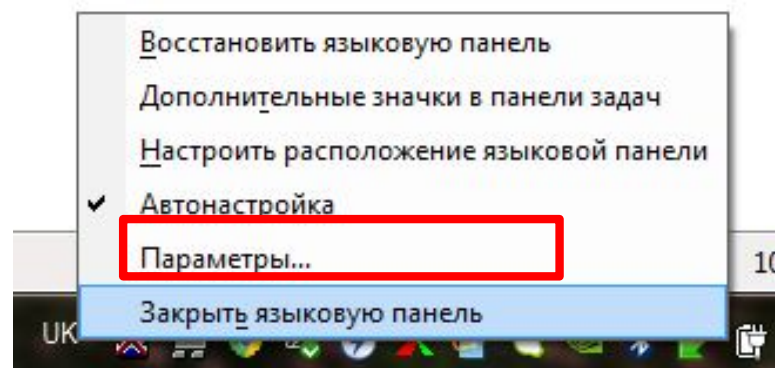 Восстановить языковую панель
Дополнительные значки в панели задач
Настроить расположение языковой панели
Автонастройка
Параметры...
10
Закрыть языковую панель
UK